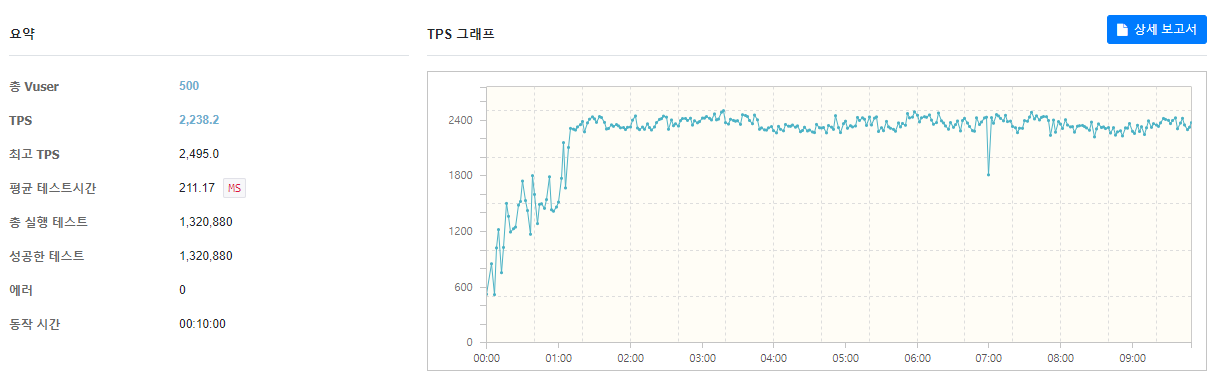 요약
총 Vuser 500
TPS 2,238.2
최고 TPS 2,495.0
평균 테스트시간 211.17 MS
총 실행 테스트 1,320,880
성공한 테스트 1,320,880
에러 0
동작 시간 00:10:00
TPS 그래프
상세 보고서
2400
1800
1200
600
0
00:00 01:00 02:00 03:00 04:00 05:00 06:00 07:00 08:00 09:00